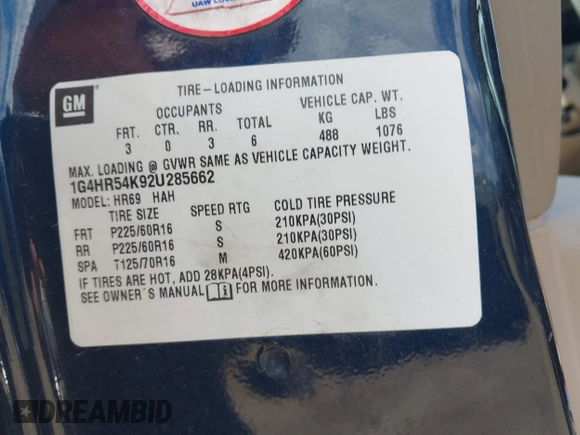 UAW LOCAL
GM
TIRE-LOADING INFORMATION
OCCUPANTS VEHICLE CAP. WT.
FRT. CTR. RR. TOTAL KG LBS
3 0 3 6 488 1076
MAX. LOADING @ GVWR SAME AS VEHICLE CAPACITY WEIGHT.
1G4HR54K92U285662
MODEL: HR69 HAH
TIRE SIZE SPEED RTG COLD TIRE PRESSURE
FRT P225/60R16 S 210KPA(30PSI)
RR P225/60R16 S 210KPA(30PSI)
SPA T125/70R16 M 420KPA(60PSI)
IF TIRES ARE HOT, ADD 28KPA(4PSI).
SEE OWNER´S MANUAL FOR MORE INFORMATION.
DREAMBID